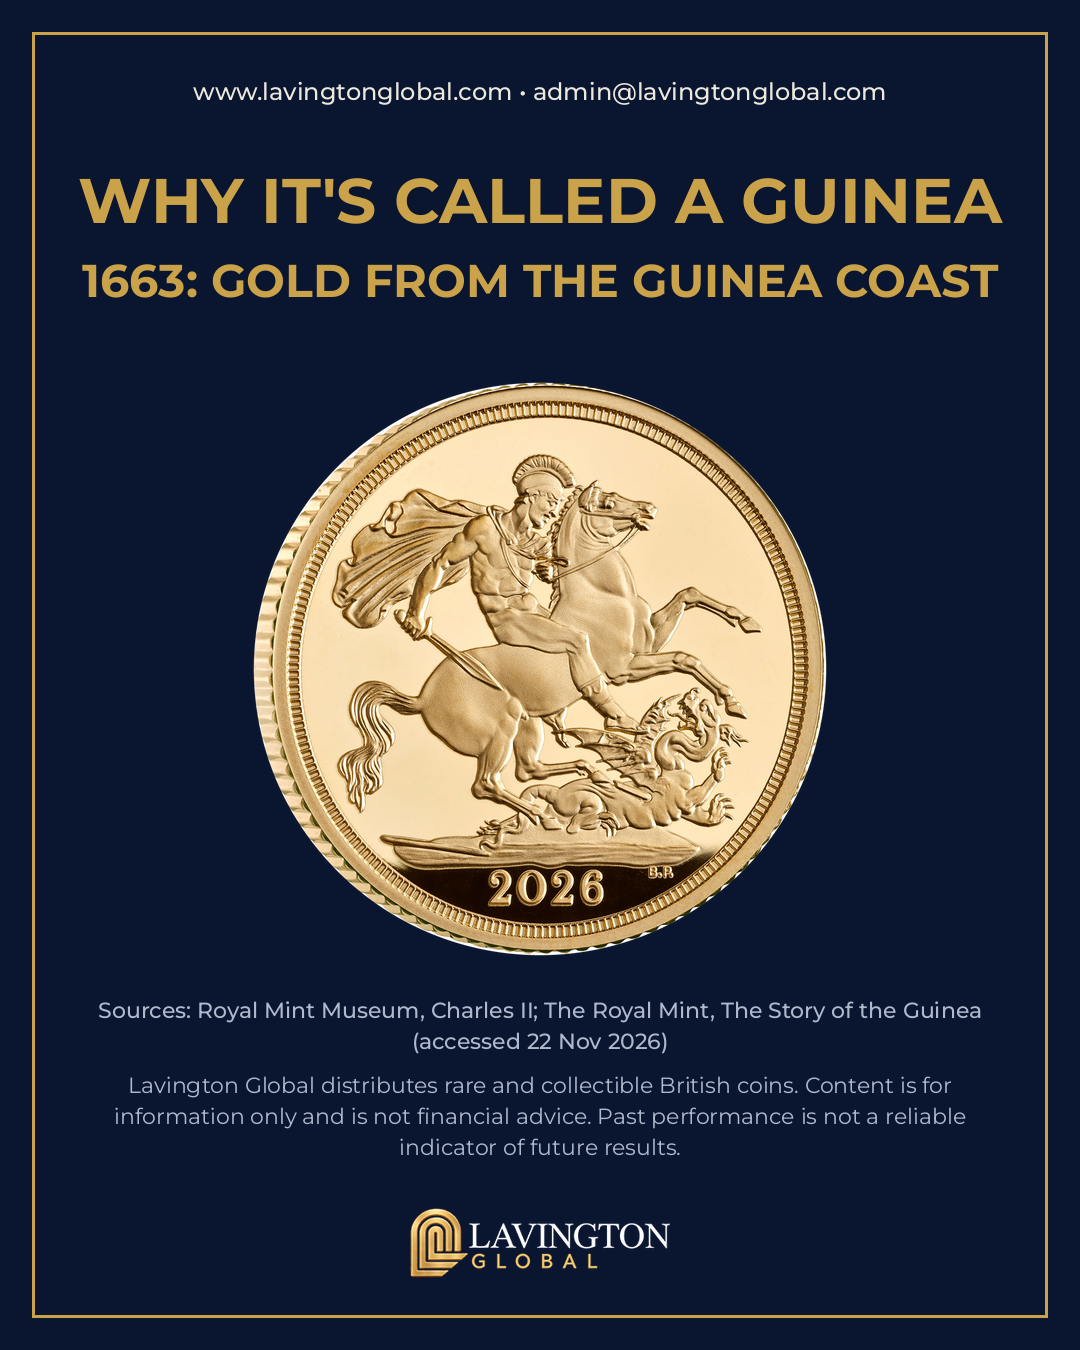 www.lavingtonglobal.com • admin@lavingtonglobal.com
WHY IT'S CALLED A GUINEA
1663: GOLD FROM THE GUINEA COAST
2026
B.P.
Sources: Royal Mint Museum, Charles II; The Royal Mint, The Story of the Guinea
(accessed 22 Nov 2026)
Lavington Global distributes rare and collectible British coins. Content is for
information only and is not financial advice. Past performance is not a reliable
indicator of future results.
LAVINGTON
GLOBAL